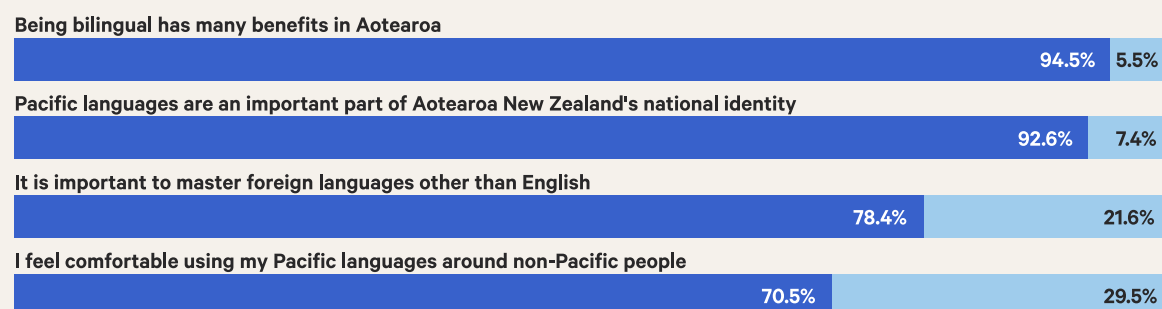 Being bilingual has many benefits in Aotearoa
94.5% 5.5%
Pacific languages are an important part of Aotearoa New Zealand's national identity
92.6% 7.4%
It is important to master foreign languages other than English
78.4% 21.6%
I feel comfortable using my Pacific languages around non-Pacific people
70.5% 29.5%